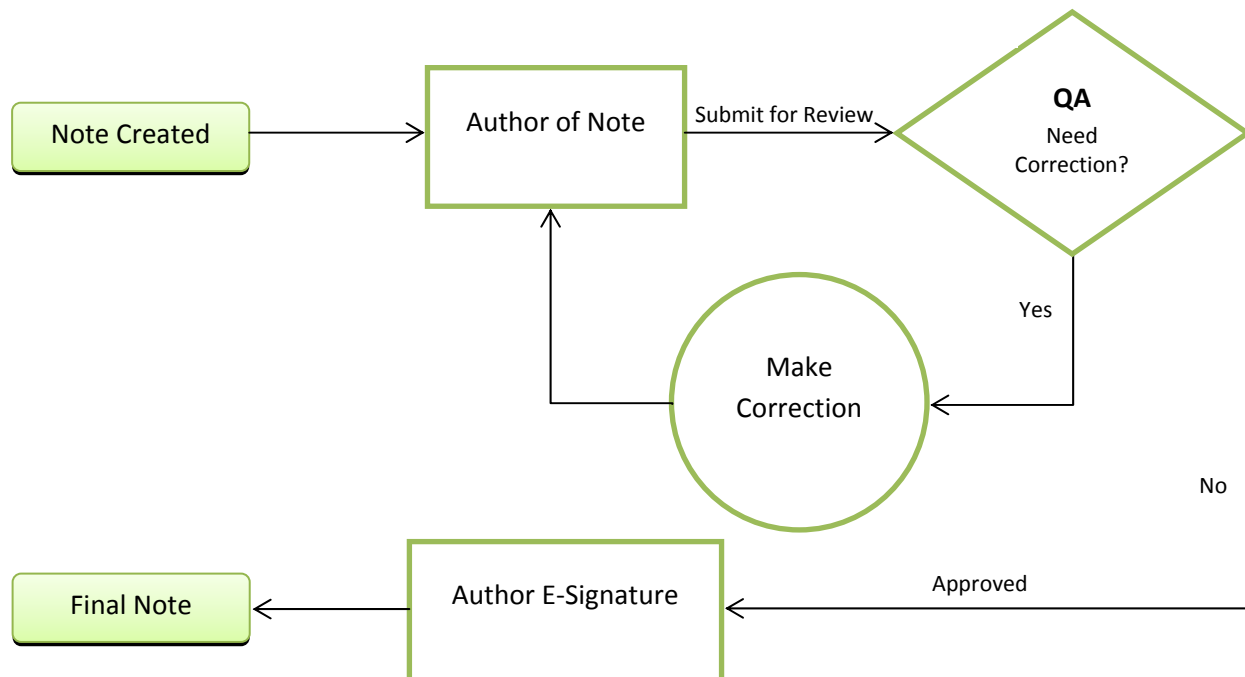 Note Created
Author of Note
Submit for Review
QA
Need
Correction?
Yes
Make
Correction
No
Final Note
Author E-Signature
Approved